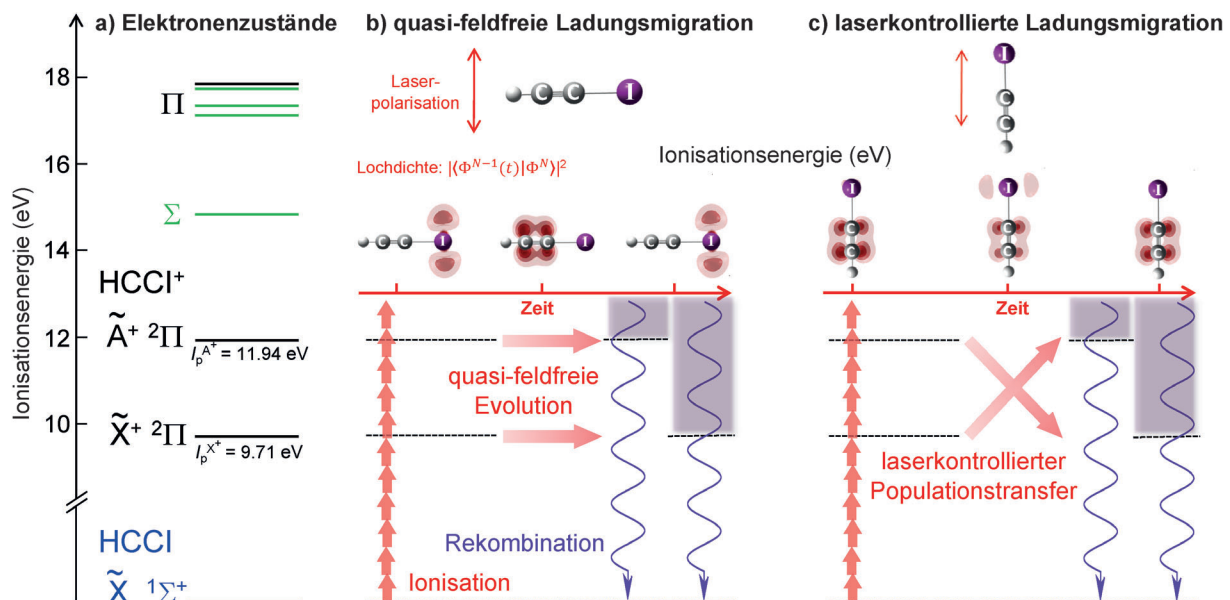 a) Elektronenzustände
b) quasi-feldfreie Ladungsmigration
c) laserkontrollierte Ladungsmigration
Ionisationsenergie (eV)
18
16
14
12
10
Π
Σ
HCCI⁺
Ã⁺ ²Π
Iₚ^A⁺ = 11.94 eV
X̃⁺ ²Π
Iₚ^X⁺ = 9.71 eV
HCCI
X̃ ¹Σ⁺
Laser-
polarisation
C C I
Lochdichte: |⟨Φ^N−1(t)|Φ^N⟩|²
C C I
C C I
C C I
Zeit
quasi-feldfreie
Evolution
Rekombination
Ionisation
Ionisationsenergie (eV)
I
C
C
I
C
C
I
C
C
I
C
C
Zeit
laserkontrollierter
Populationstransfer